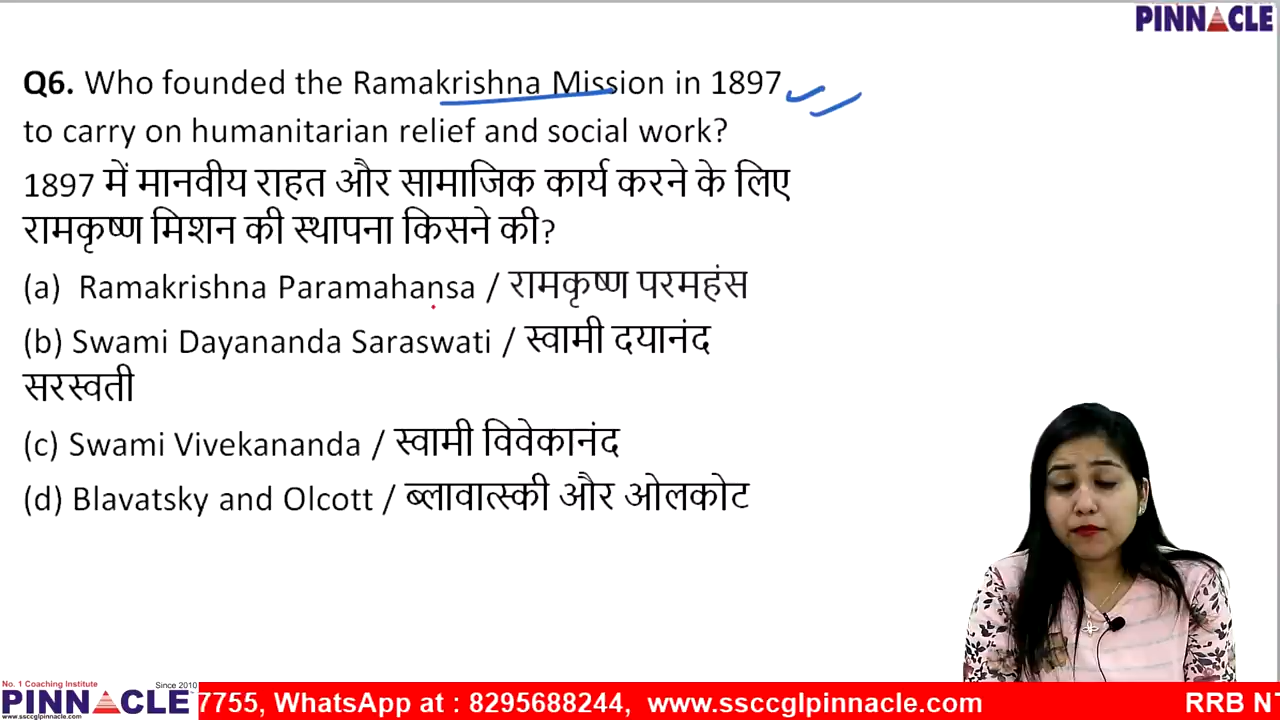 PINNACLE
Q6. Who founded the Ramakrishna Mission in 1897
to carry on humanitarian relief and social work?
1897 में मानवीय राहत और सामाजिक कार्य करने के लिए
रामकृष्ण मिशन की स्थापना किसने की?
(a) Ramakrishna Paramahansa / रामकृष्ण परमहंस
(b) Swami Dayananda Saraswati / स्वामी दयानंद
सरस्वती
(c) Swami Vivekananda / स्वामी विवेकानंद
(d) Blavatsky and Olcott / ब्लावात्स्की और ओलकोट
No. 1 Coaching Institute Since 2010
PINNACLE
www.ssccglpinnacle.com
7755, WhatsApp at : 8295688244, www.ssccglpinnacle.com RRB N